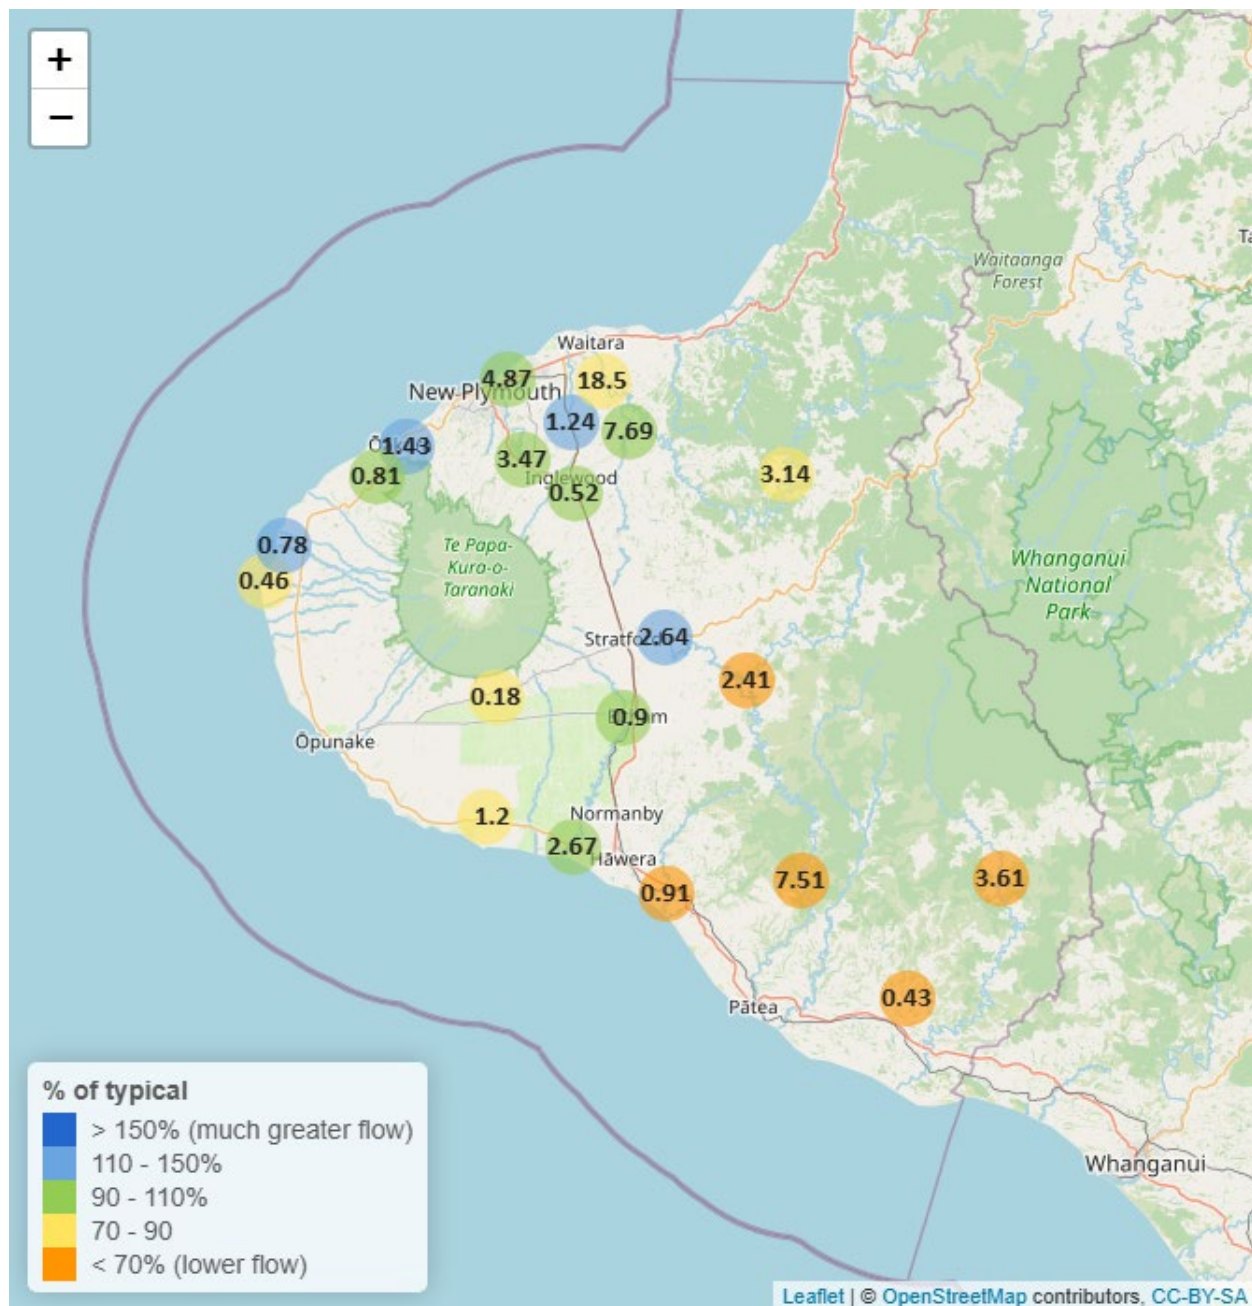 +
−
Ta
Waitaanga
Forest
Waitara
4.87
18.5
New Plymouth
1.24
7.69
1.43
3.47
0.81
Inglewood
0.52
3.14
0.78
0.46
Te Papa-
Kura-o-
Taranaki
Whanganui
National
Park
Stratford
2.64
2.41
0.18
0.9
Ōpunake
1.2
Normanby
2.67
Hāwera
0.91
7.51
3.61
0.43
Pātea
Whanganui
% of typical
> 150% (much greater flow)
110 - 150%
90 - 110%
70 - 90
< 70% (lower flow)
Leaflet | © OpenStreetMap contributors, CC-BY-SA